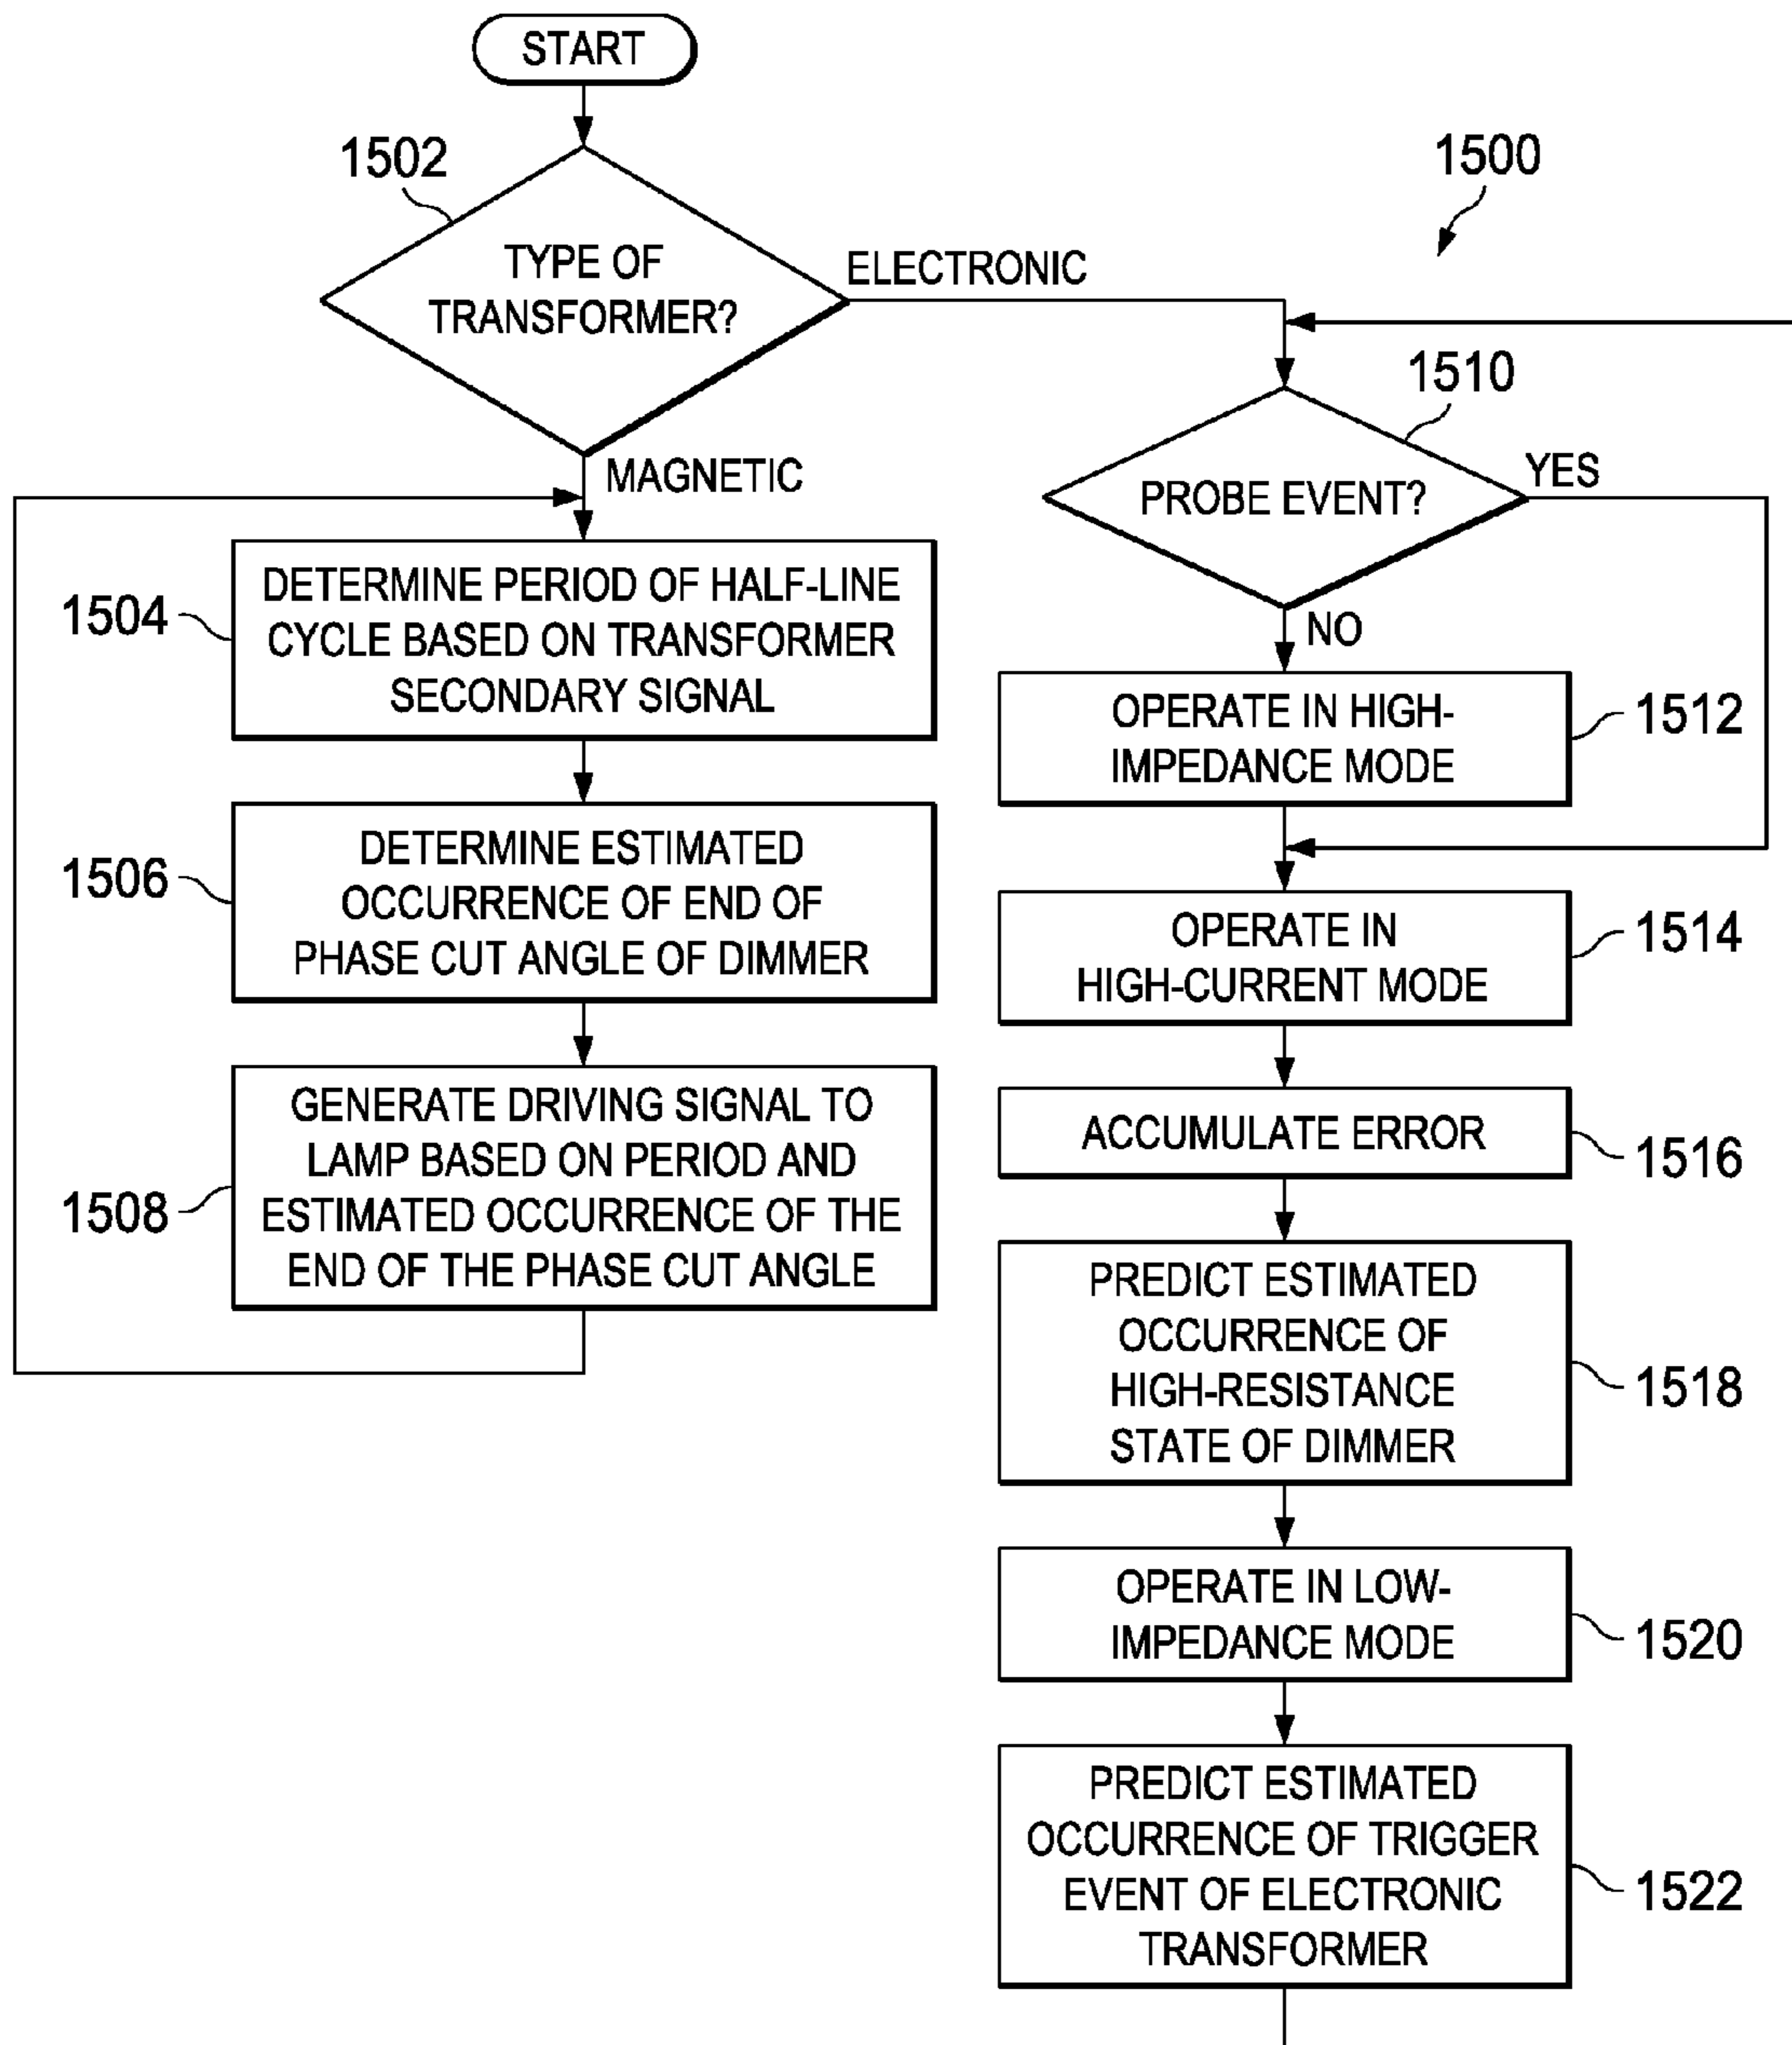 START
1502
TYPE OF
TRANSFORMER?
ELECTRONIC
1500
MAGNETIC
1504
DETERMINE PERIOD OF HALF-LINE
CYCLE BASED ON TRANSFORMER
SECONDARY SIGNAL
1506
DETERMINE ESTIMATED
OCCURRENCE OF END OF
PHASE CUT ANGLE OF DIMMER
1508
GENERATE DRIVING SIGNAL TO
LAMP BASED ON PERIOD AND
ESTIMATED OCCURRENCE OF THE
END OF THE PHASE CUT ANGLE
1510
PROBE EVENT?
YES
NO
OPERATE IN HIGH-
IMPEDANCE MODE
1512
OPERATE IN
HIGH-CURRENT MODE
1514
ACCUMULATE ERROR
1516
PREDICT ESTIMATED
OCCURRENCE OF
HIGH-RESISTANCE
STATE OF DIMMER
1518
OPERATE IN LOW-
IMPEDANCE MODE
1520
PREDICT ESTIMATED
OCCURRENCE OF TRIGGER
EVENT OF ELECTRONIC
TRANSFORMER
1522